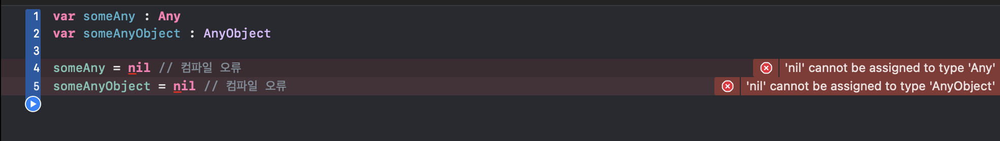 1 var someAny : Any
2 var someAnyObject : AnyObject
3
4 someAny = nil // 컴파일 오류 'nil' cannot be assigned to type 'Any'
5 someAnyObject = nil // 컴파일 오류 'nil' cannot be assigned to type 'AnyObject'